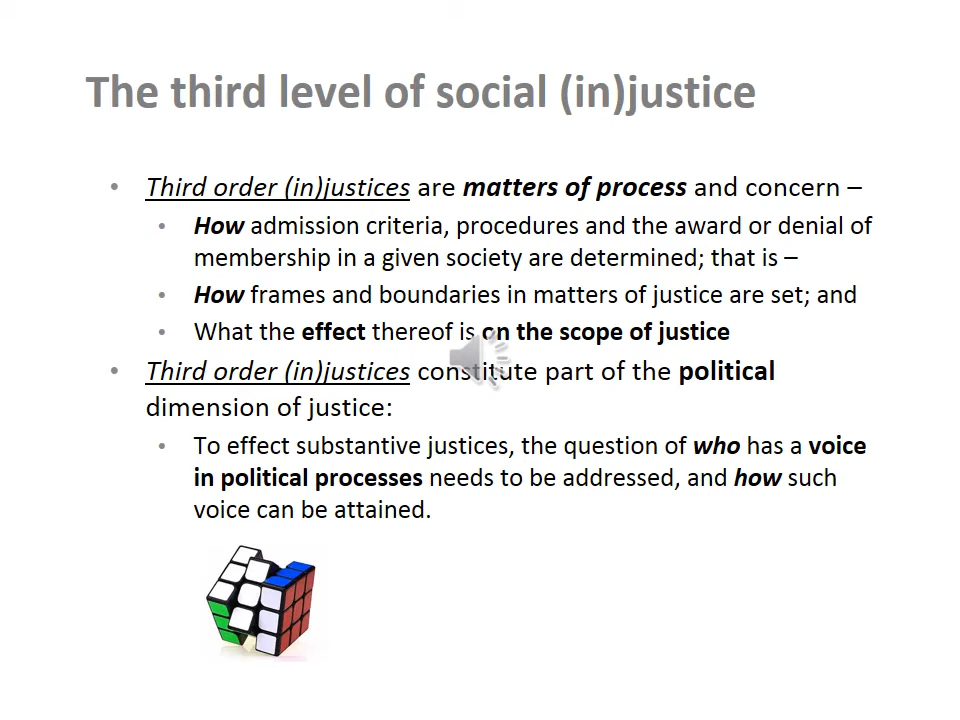 The third level of social (in)justice
• Third order (in)justices are matters of process and concern –
• How admission criteria, procedures and the award or denial of
membership in a given society are determined; that is –
• How frames and boundaries in matters of justice are set; and
• What the effect thereof is on the scope of justice
• Third order (in)justices constitute part of the political
dimension of justice:
• To effect substantive justices, the question of who has a voice
in political processes needs to be addressed, and how such
voice can be attained.